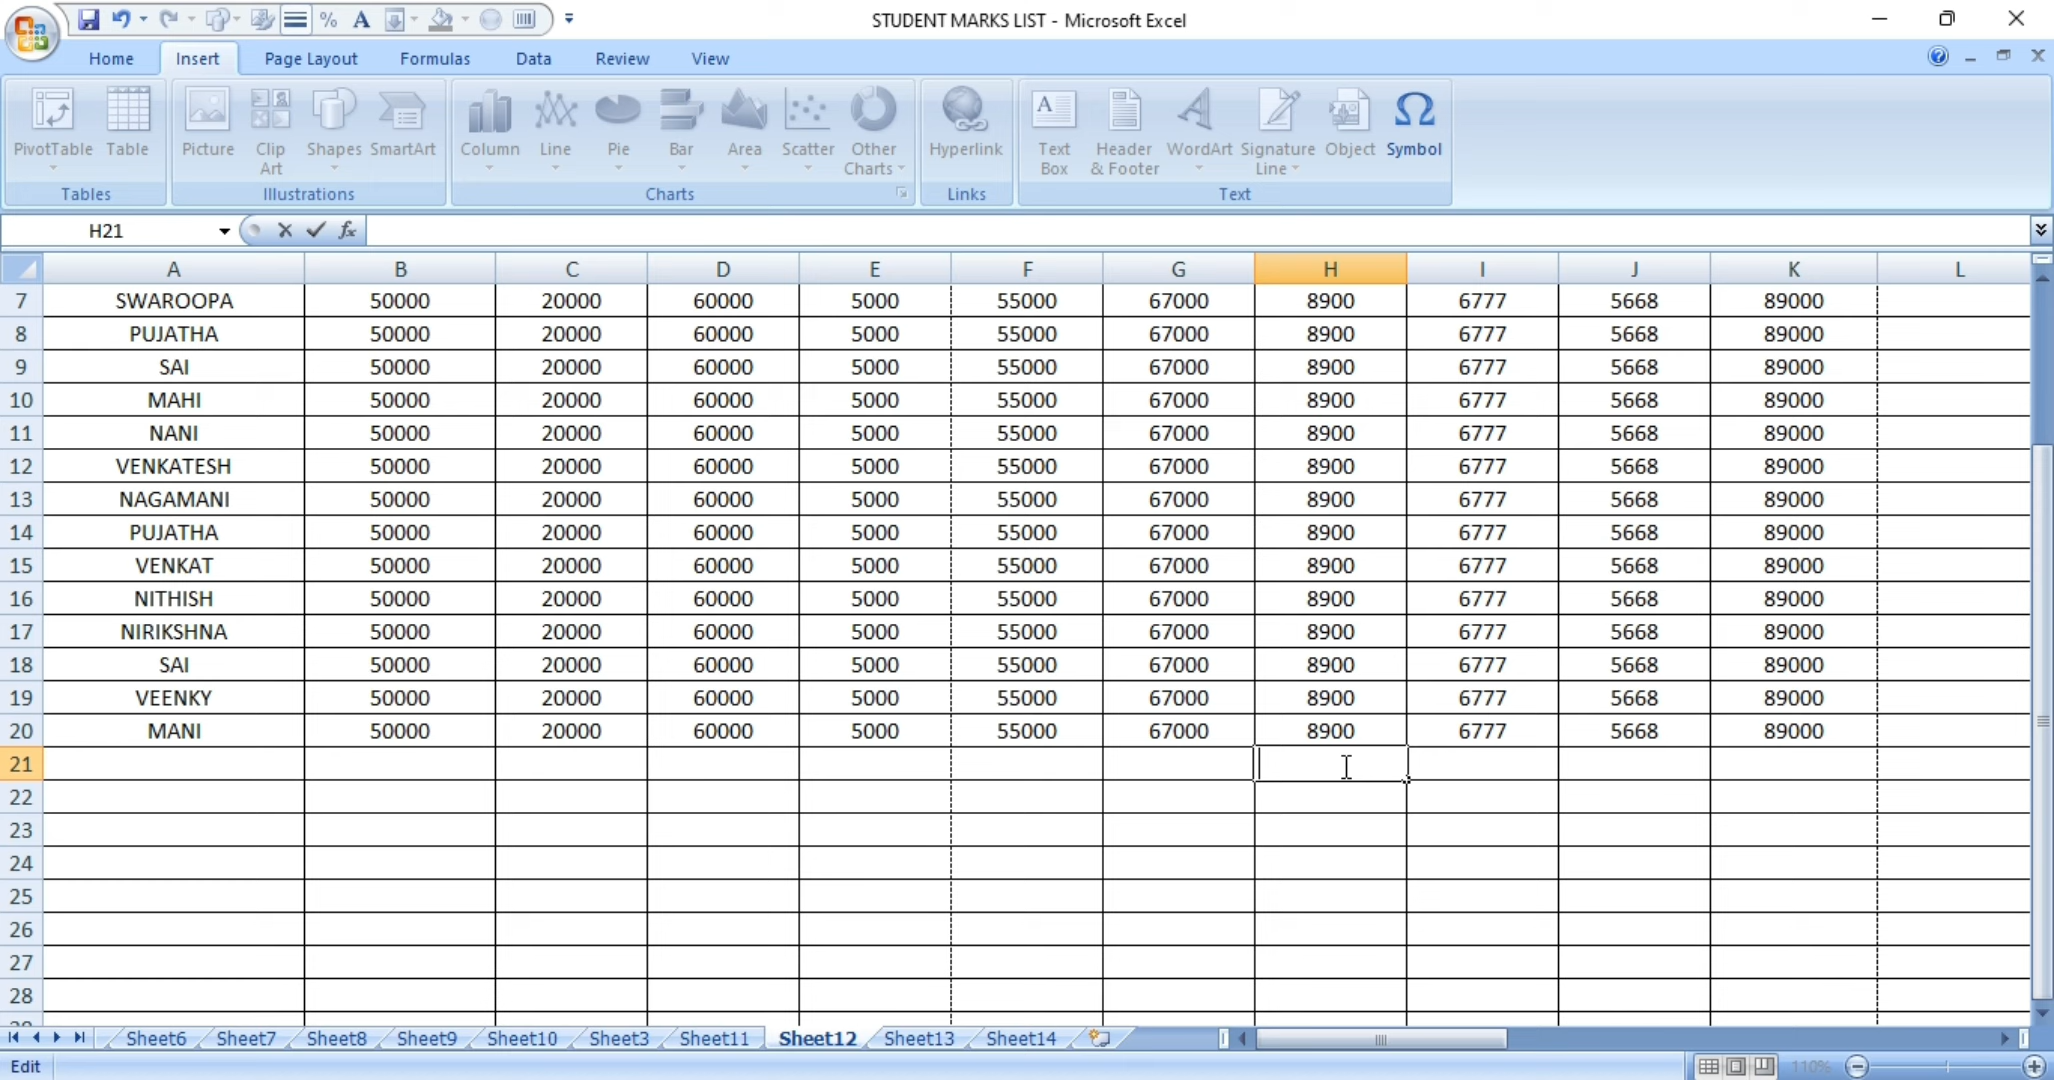 STUDENT MARKS LIST - Microsoft Excel
Home Insert Page Layout Formulas Data Review View
PivotTable Table Picture Clip Art Shapes SmartArt Column Line Pie Bar Area Scatter Other Charts Hyperlink Text Box Header & Footer WordArt Signature Line Object Symbol
Tables Illustrations Charts Links Text
H21 fx
A B C D E F G H I J K L
7 SWAROOPA 50000 20000 60000 5000 55000 67000 8900 6777 5668 89000
8 PUJATHA 50000 20000 60000 5000 55000 67000 8900 6777 5668 89000
9 SAI 50000 20000 60000 5000 55000 67000 8900 6777 5668 89000
10 MAHI 50000 20000 60000 5000 55000 67000 8900 6777 5668 89000
11 NANI 50000 20000 60000 5000 55000 67000 8900 6777 5668 89000
12 VENKATESH 50000 20000 60000 5000 55000 67000 8900 6777 5668 89000
13 NAGAMANI 50000 20000 60000 5000 55000 67000 8900 6777 5668 89000
14 PUJATHA 50000 20000 60000 5000 55000 67000 8900 6777 5668 89000
15 VENKAT 50000 20000 60000 5000 55000 67000 8900 6777 5668 89000
16 NITHISH 50000 20000 60000 5000 55000 67000 8900 6777 5668 89000
17 NIRIKSHNA 50000 20000 60000 5000 55000 67000 8900 6777 5668 89000
18 SAI 50000 20000 60000 5000 55000 67000 8900 6777 5668 89000
19 VEENKY 50000 20000 60000 5000 55000 67000 8900 6777 5668 89000
20 MANI 50000 20000 60000 5000 55000 67000 8900 6777 5668 89000
21
22
23
24
25
26
27
28
Sheet6 Sheet7 Sheet8 Sheet9 Sheet10 Sheet3 Sheet11 Sheet12 Sheet13 Sheet14
Edit 110%